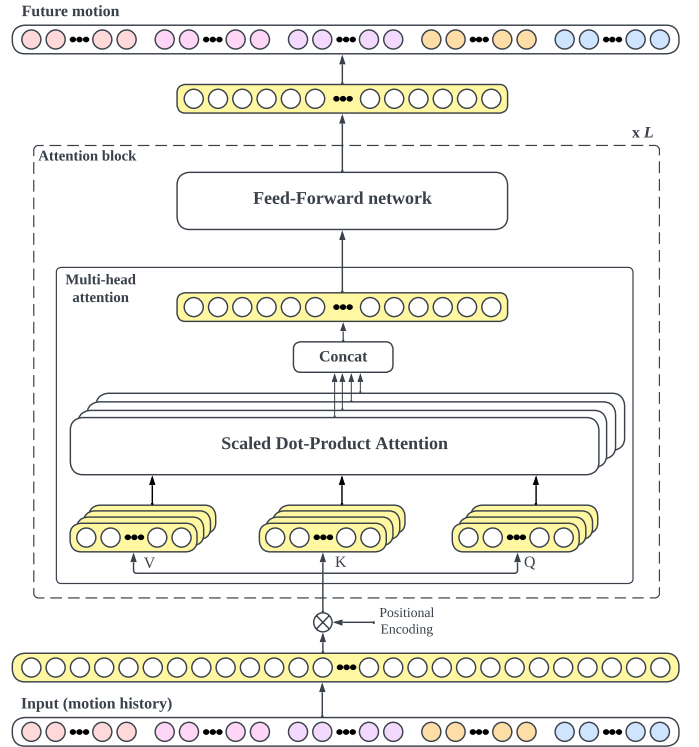 Future motion
x L
Attention block
Feed-Forward network
Multi-head
attention
Concat
Scaled Dot-Product Attention
V
K
Q
Positional
Encoding
Input (motion history)